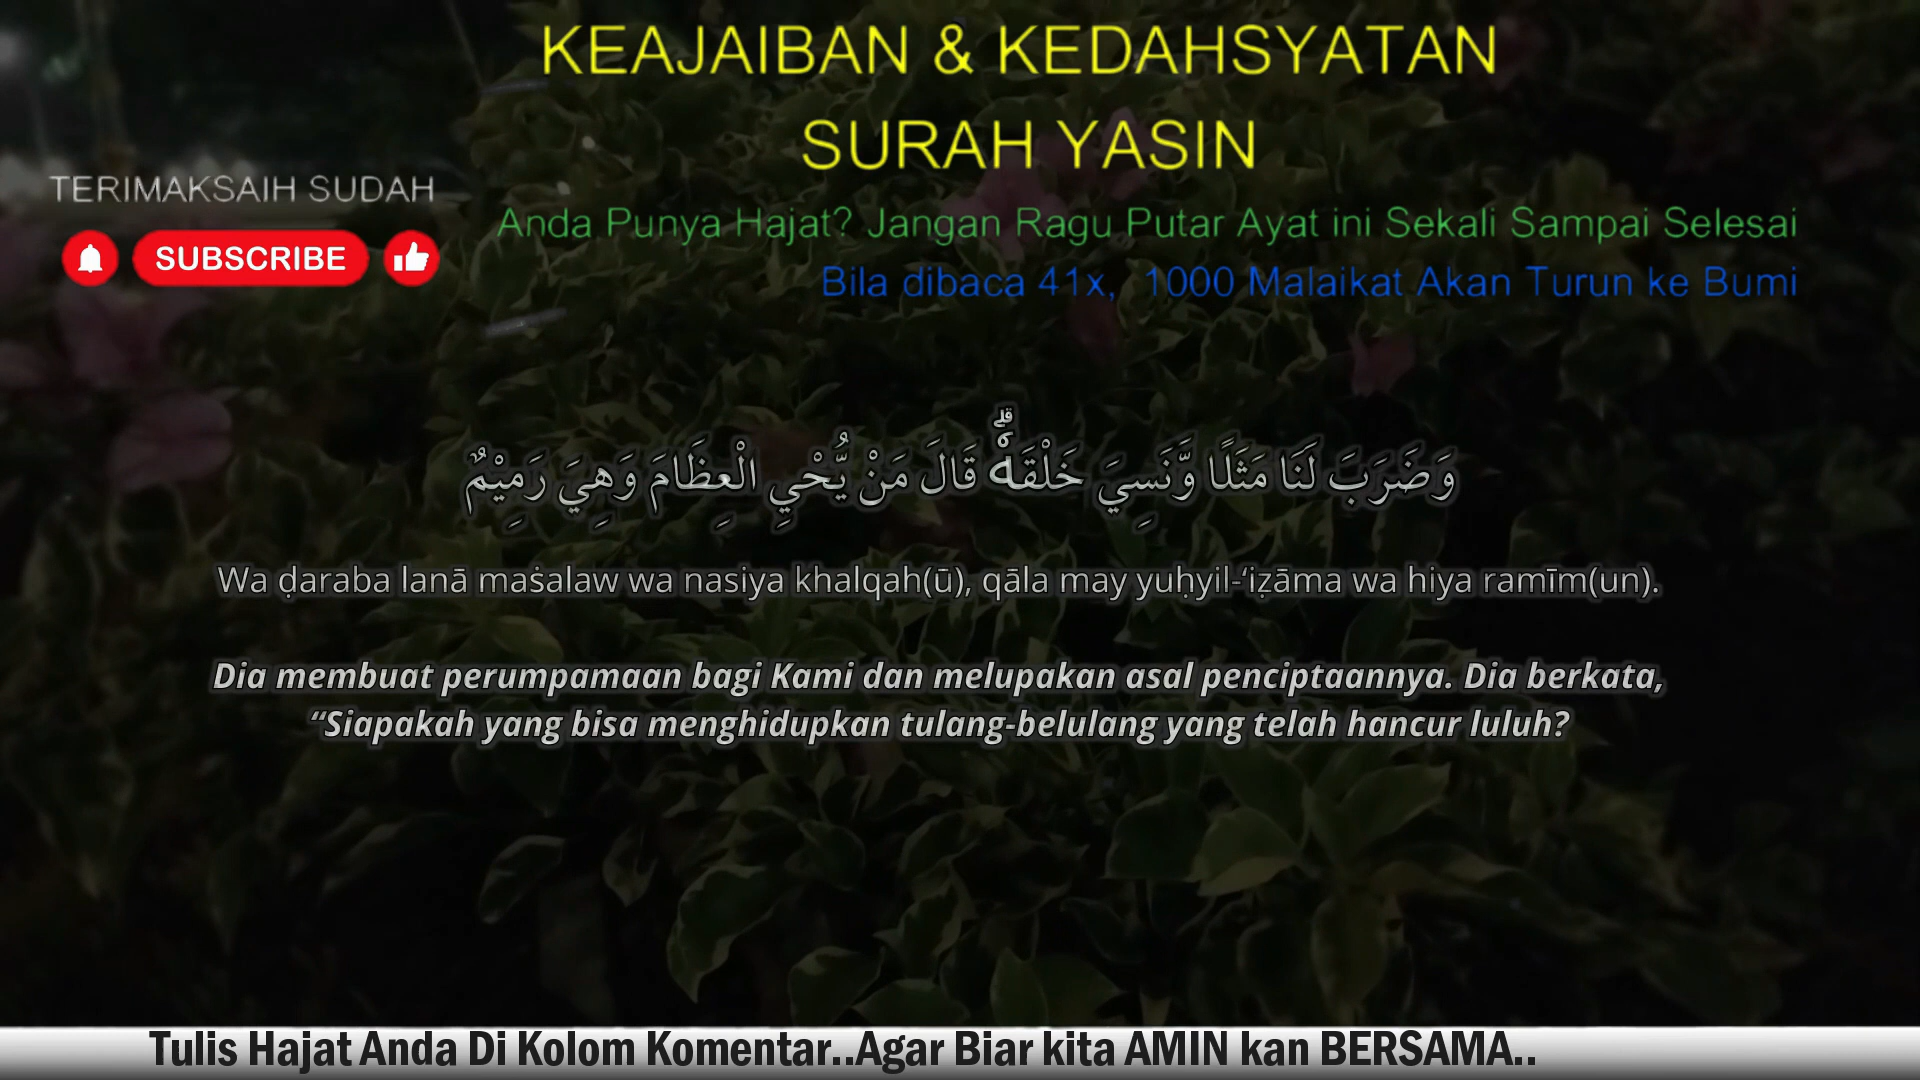 KEAJAIBAN & KEDAHSYATAN
SURAH YASIN
TERIMAKSAIH SUDAH
SUBSCRIBE
Anda Punya Hajat? Jangan Ragu Putar Ayat ini Sekali Sampai Selesai
Bila dibaca 41x, 1000 Malaikat Akan Turun ke Bumi
وَضَرَبَ لَنَا مَثَلًا وَّنَسِيَ خَلْقَهٗۗ قَالَ مَنْ يُّحْيِ الْعِظَامَ وَهِيَ رَمِيْمٌ
Wa ḍaraba lanā maṡalaw wa nasiya khalqah(ū), qāla may yuḥyil-‘iẓāma wa hiya ramīm(un).
Dia membuat perumpamaan bagi Kami dan melupakan asal penciptaannya. Dia berkata,
“Siapakah yang bisa menghidupkan tulang-belulang yang telah hancur luluh?
Tulis Hajat Anda Di Kolom Komentar..Agar Biar kita AMIN kan BERSAMA..